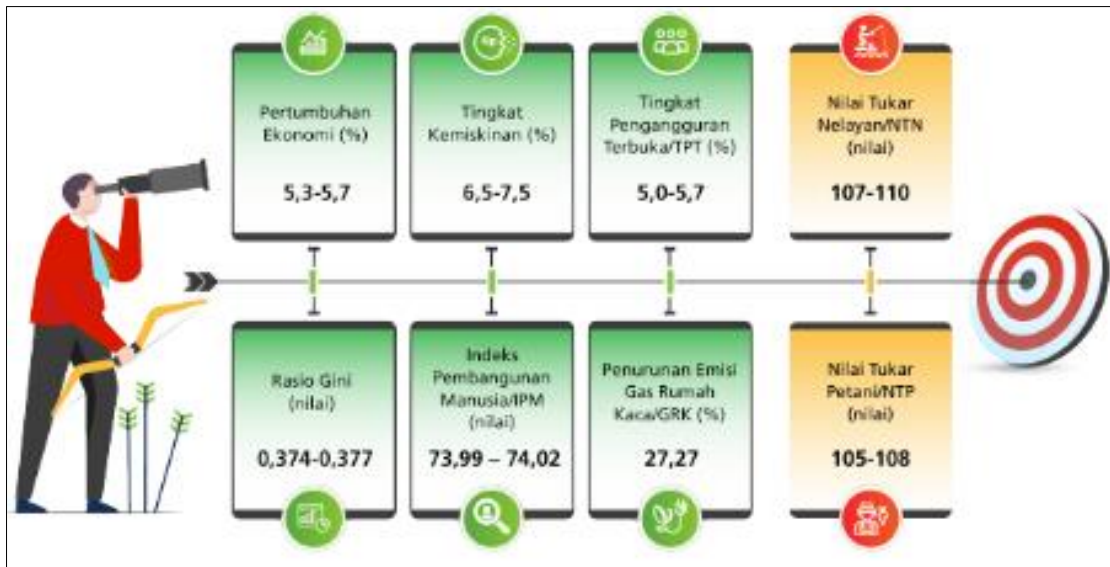 Pertumbuhan
Ekonomi (%)
5,3-5,7
Tingkat
Kemiskinan (%)
6,5-7,5
Tingkat
Pengangguran
Terbuka/TPT (%)
5,0-5,7
Nilai Tukar
Nelayan/NTN
(nilai)
107-110
Rasio Gini
(nilai)
0,374-0,377
Indeks
Pembangunan
Manusia/IPM
(nilai)
73,99 – 74,02
Penurunan Emisi
Gas Rumah
Kaca/GRK (%)
27,27
Nilai Tukar
Petani/NTP
(nilai)
105-108